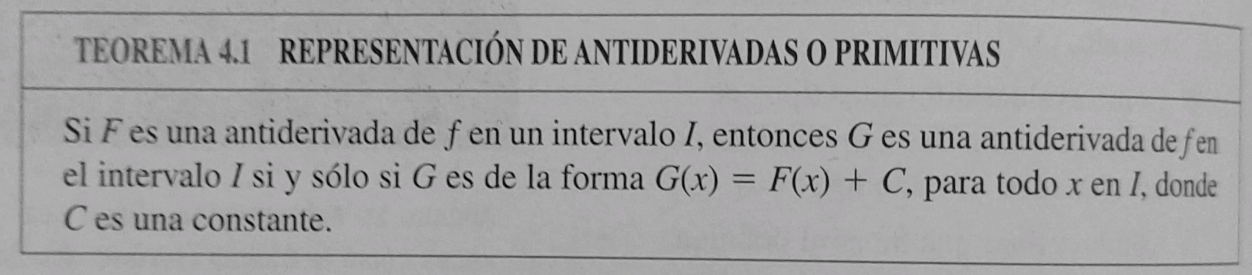 TEOREMA 4.1 REPRESENTACIÓN DE ANTIDERIVADAS O PRIMITIVAS
Si F es una antiderivada de f en un intervalo I, entonces G es una antiderivada de f en
el intervalo I si y sólo si G es de la forma G(x) = F(x) + C, para todo x en I, donde
C es una constante.